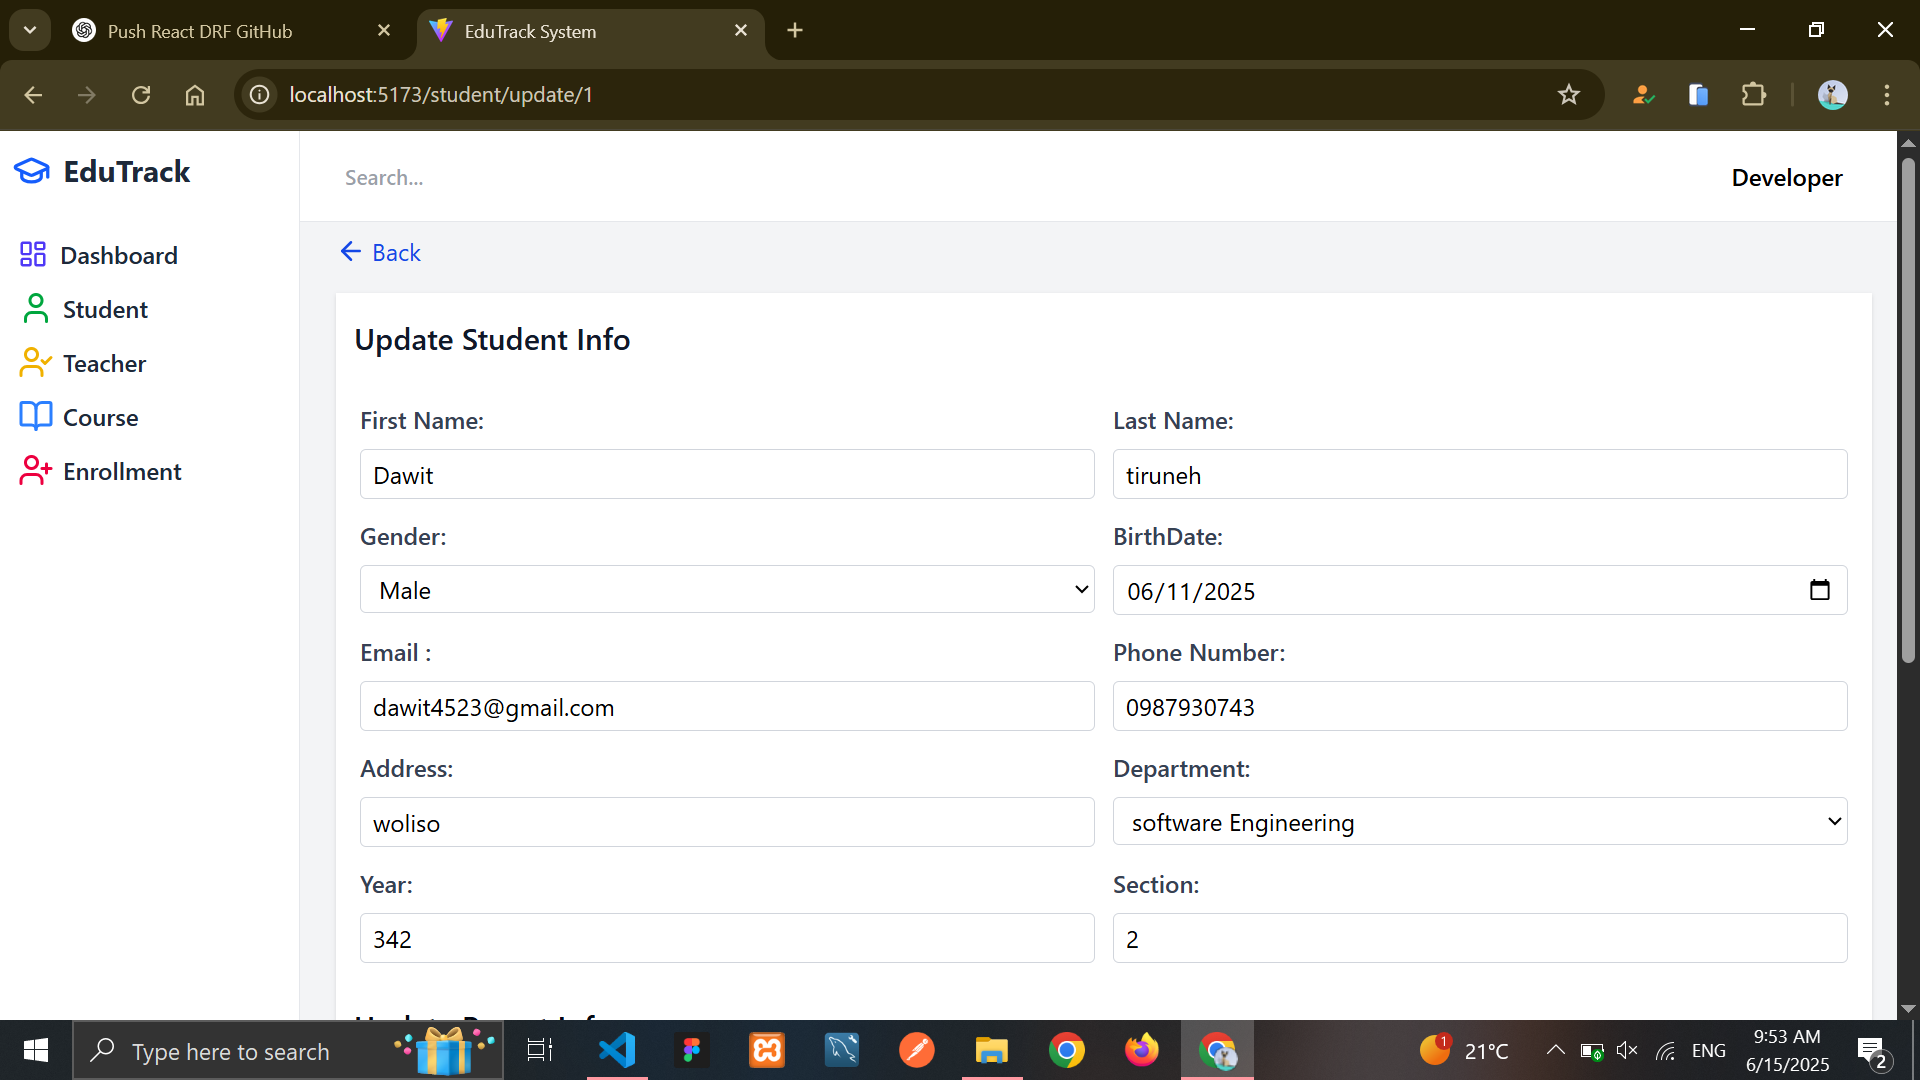 Push React DRF GitHub
EduTrack System
localhost:5173/student/update/1
EduTrack
Search...
Developer
Dashboard
Student
Teacher
Course
Enrollment
Back
Update Student Info
First Name:
Last Name:
Dawit
tiruneh
Gender:
BirthDate:
Male
06/11/2025
Email :
Phone Number:
dawit4523@gmail.com
0987930743
Address:
Department:
woliso
software Engineering
Year:
Section:
342
2
Type here to search
1
21°C
ENG
9:53 AM
6/15/2025
2